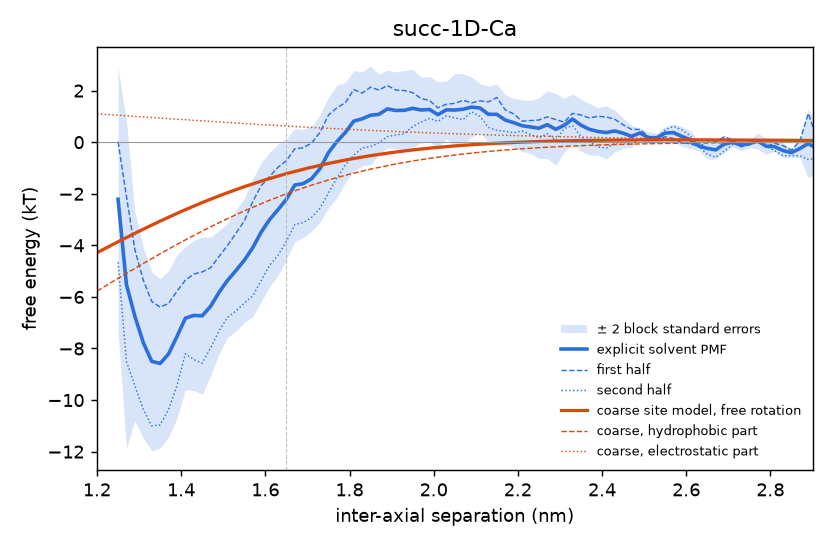 succ-1D-Ca
free energy (kT)
2
0
−2
−4
−6
−8
−10
−12
± 2 block standard errors
explicit solvent PMF
first half
second half
coarse site model, free rotation
coarse, hydrophobic part
coarse, electrostatic part
1.2 1.4 1.6 1.8 2.0 2.2 2.4 2.6 2.8
inter-axial separation (nm)